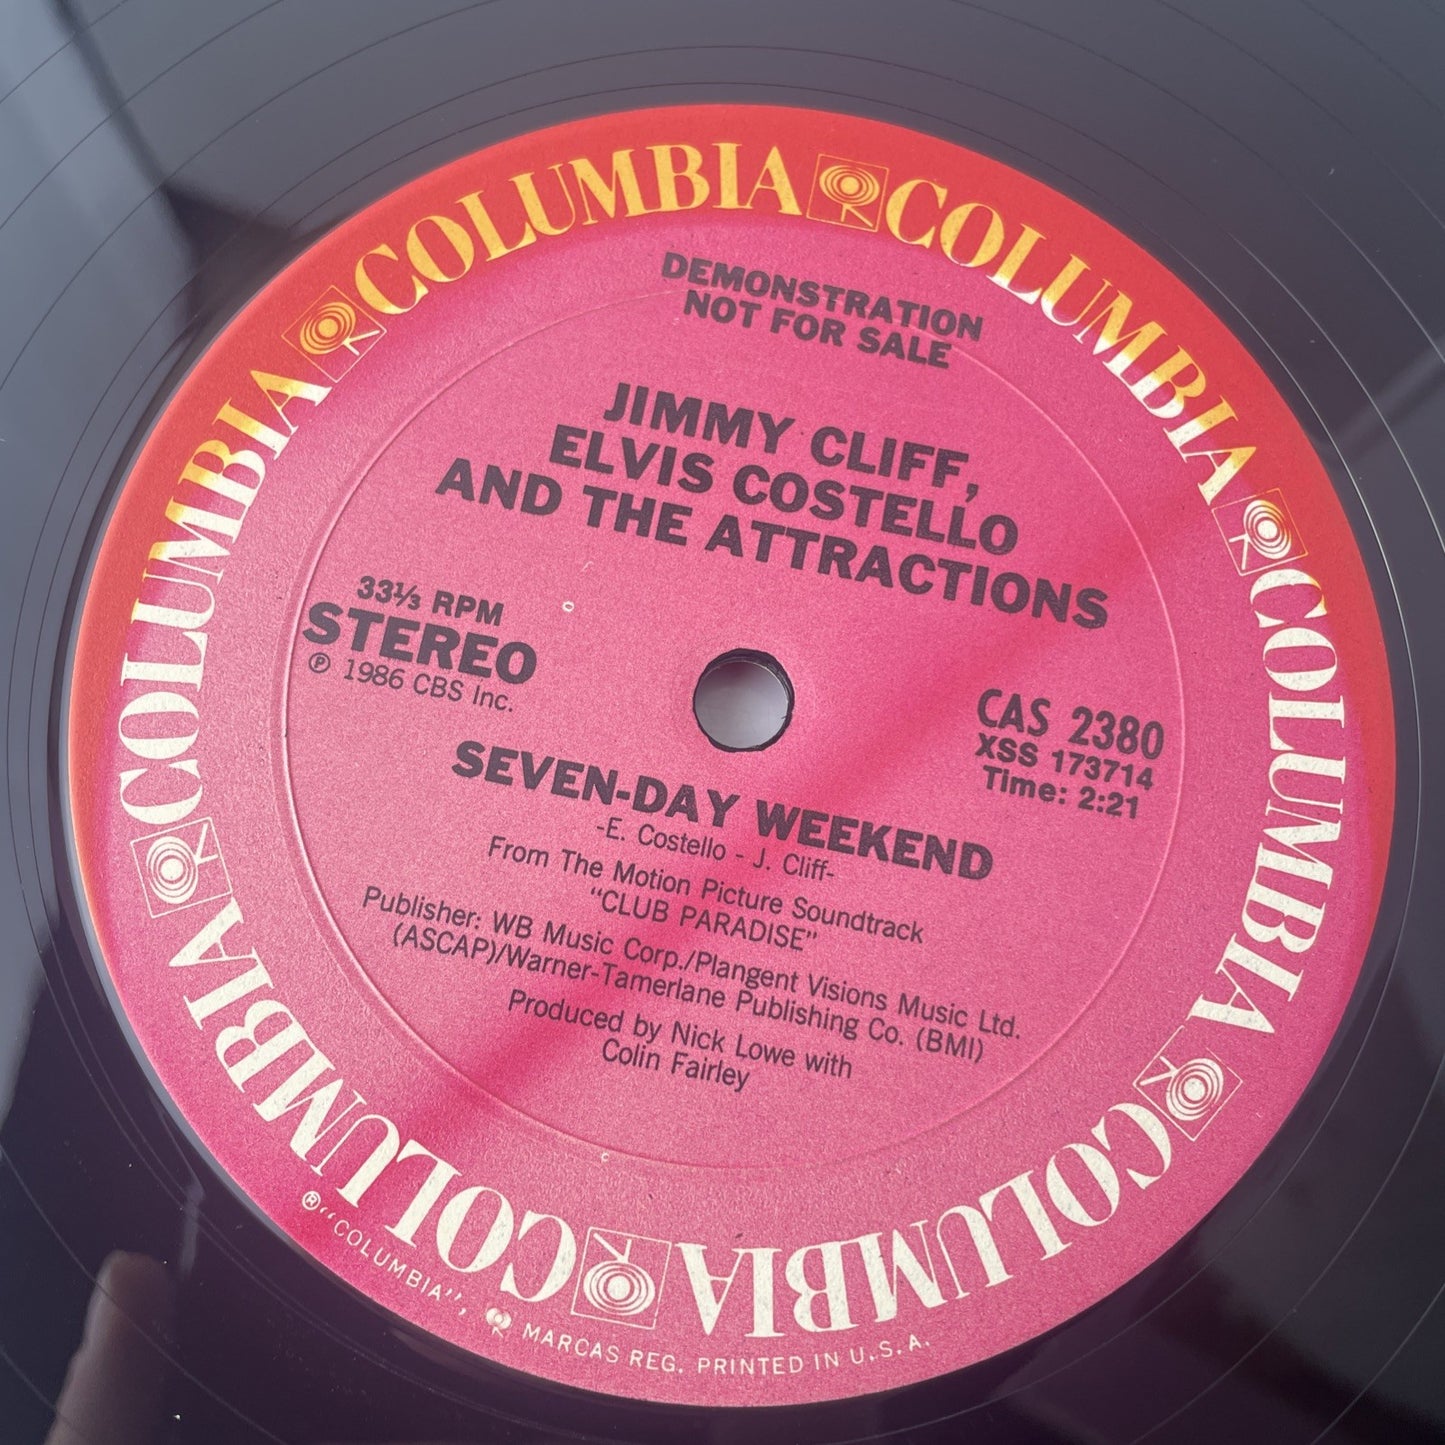 COLUMBIA COLUMBIA COLUMBIA COLUMBIA COLUMBIA COLUMBIA
DEMONSTRATION
NOT FOR SALE
JIMMY CLIFF,
ELVIS COSTELLO
AND THE ATTRACTIONS
33⅓ RPM
STEREO
℗ 1986 CBS Inc.
CAS 2380
XSS 173714
Time: 2:21
SEVEN-DAY WEEKEND
-E. Costello - J. Cliff-
From The Motion Picture Soundtrack
"CLUB PARADISE"
Publisher: WB Music Corp./Plangent Visions Music Ltd.
(ASCAP)/Warner-Tamerlane Publishing Co. (BMI)
Produced by Nick Lowe with
Colin Fairley
® "COLUMBIA", MARCAS REG. PRINTED IN U.S.A.